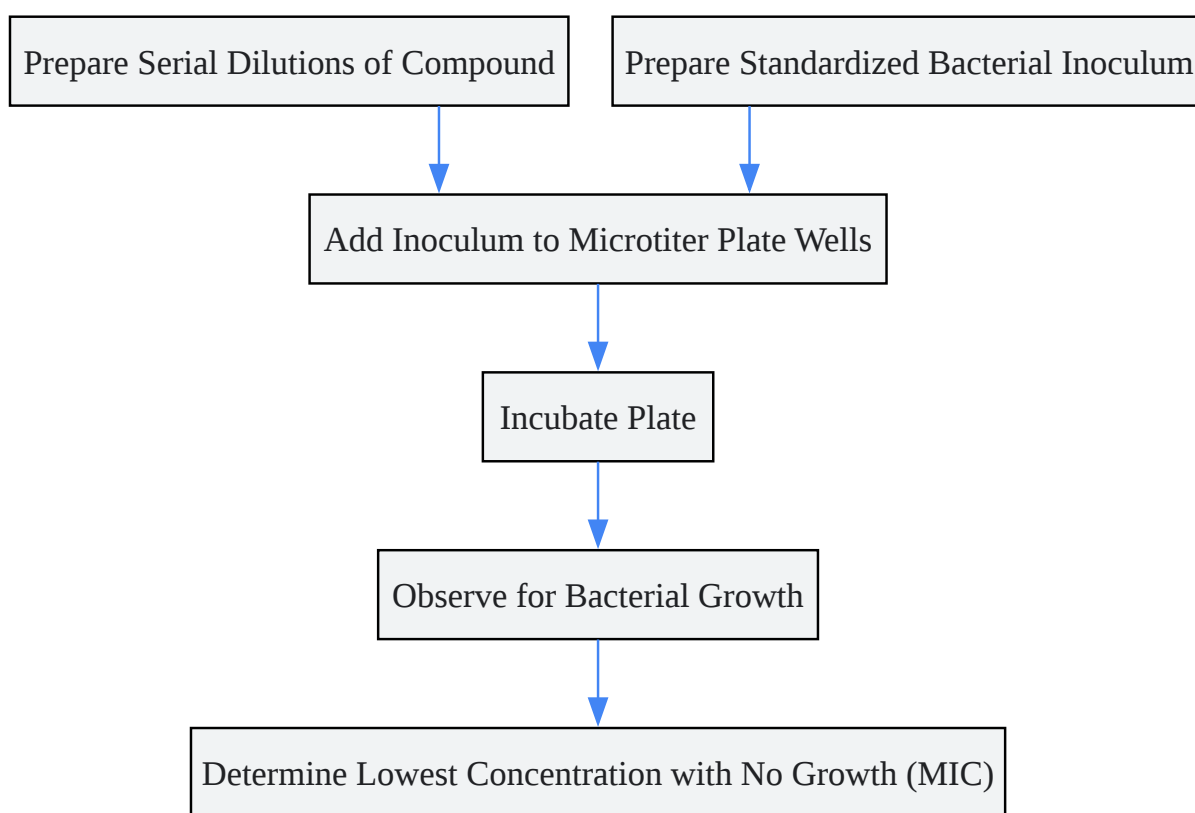 Prepare Serial Dilutions of Compound
Prepare Standardized Bacterial Inoculum
Add Inoculum to Microtiter Plate Wells
Incubate Plate
Observe for Bacterial Growth
Determine Lowest Concentration with No Growth (MIC)